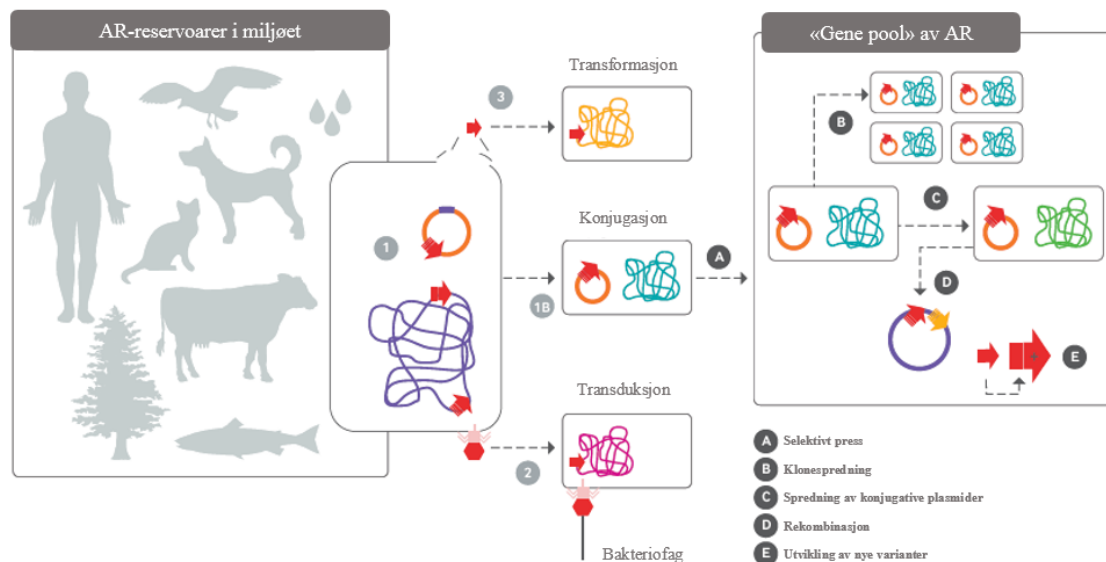 AR-reservoarer i miljøet
«Gene pool» av AR
Transformasjon
3
B
1
Konjugasjon
1B
A
C
D
E
Transduksjon
2
Bakteriofag
A Selektivt press
B Klonespredning
C Spredning av konjugative plasmider
D Rekombinasjon
E Utvikling av nye varianter